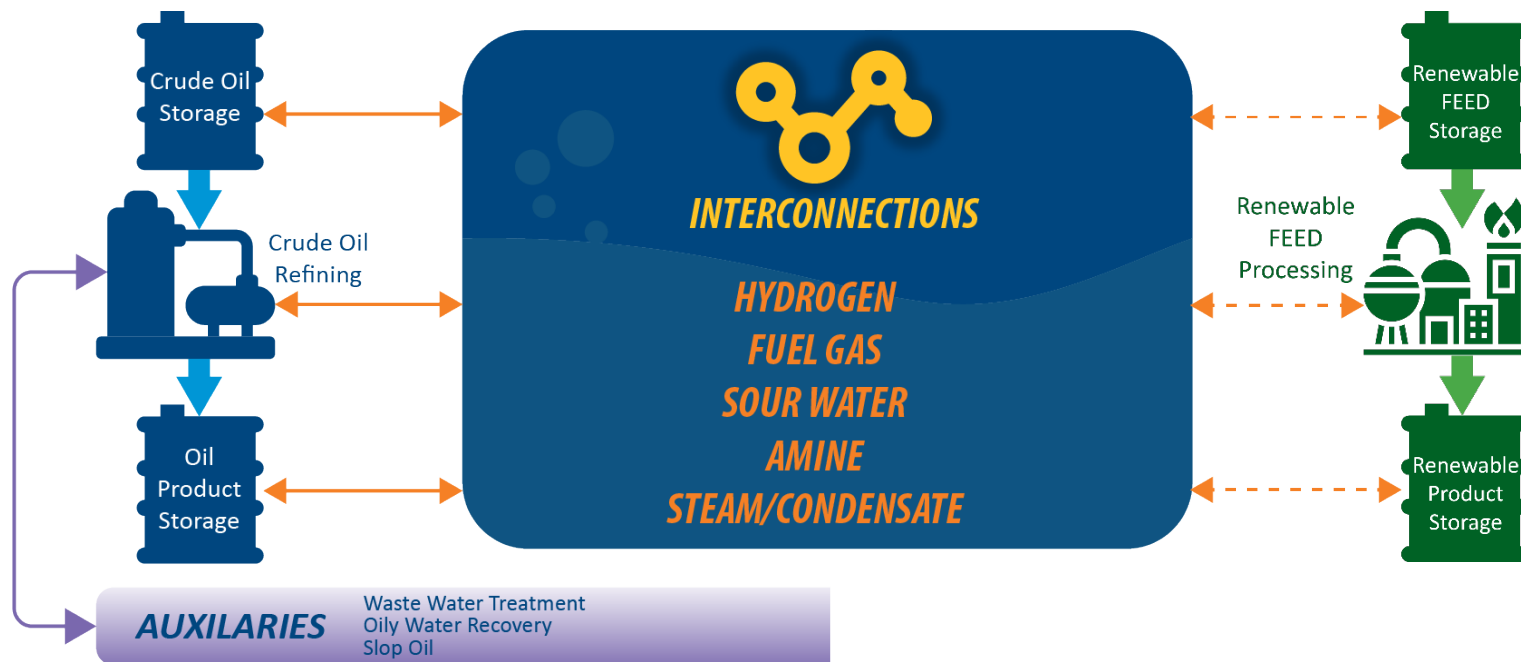 Crude Oil
Storage
Crude Oil
Refining
Oil
Product
Storage
INTERCONNECTIONS
HYDROGEN
FUEL GAS
SOUR WATER
AMINE
STEAM/CONDENSATE
Renewable
FEED
Storage
Renewable
FEED
Processing
Renewable
Product
Storage
AUXILARIES
Waste Water Treatment
Oily Water Recovery
Slop Oil